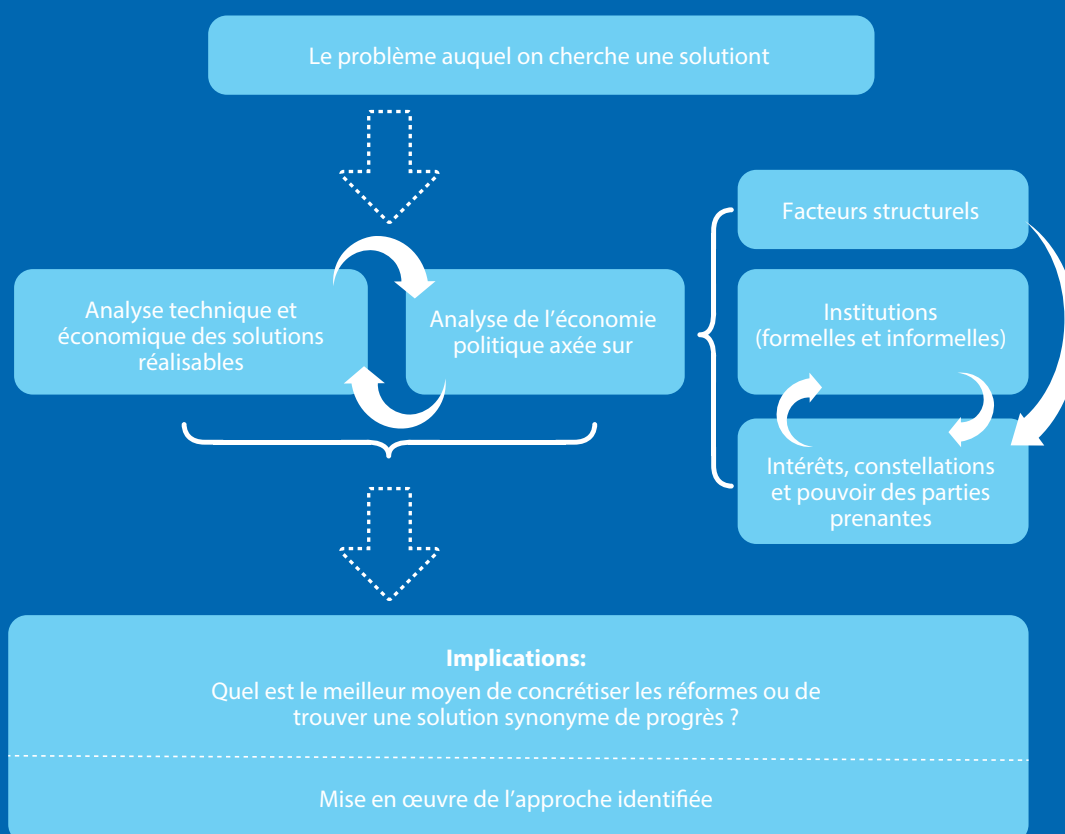 Le problème auquel on cherche une solutiont
Analyse technique et
économique des solutions
réalisables
Analyse de l'économie
politique axée sur
Facteurs structurels
Institutions
(formelles et informelles)
Intérêts, constellations
et pouvoir des parties
prenantes
Implications:
Quel est le meilleur moyen de concrétiser les réformes ou de
trouver une solution synonyme de progrès ?
Mise en œuvre de l'approche identifiée